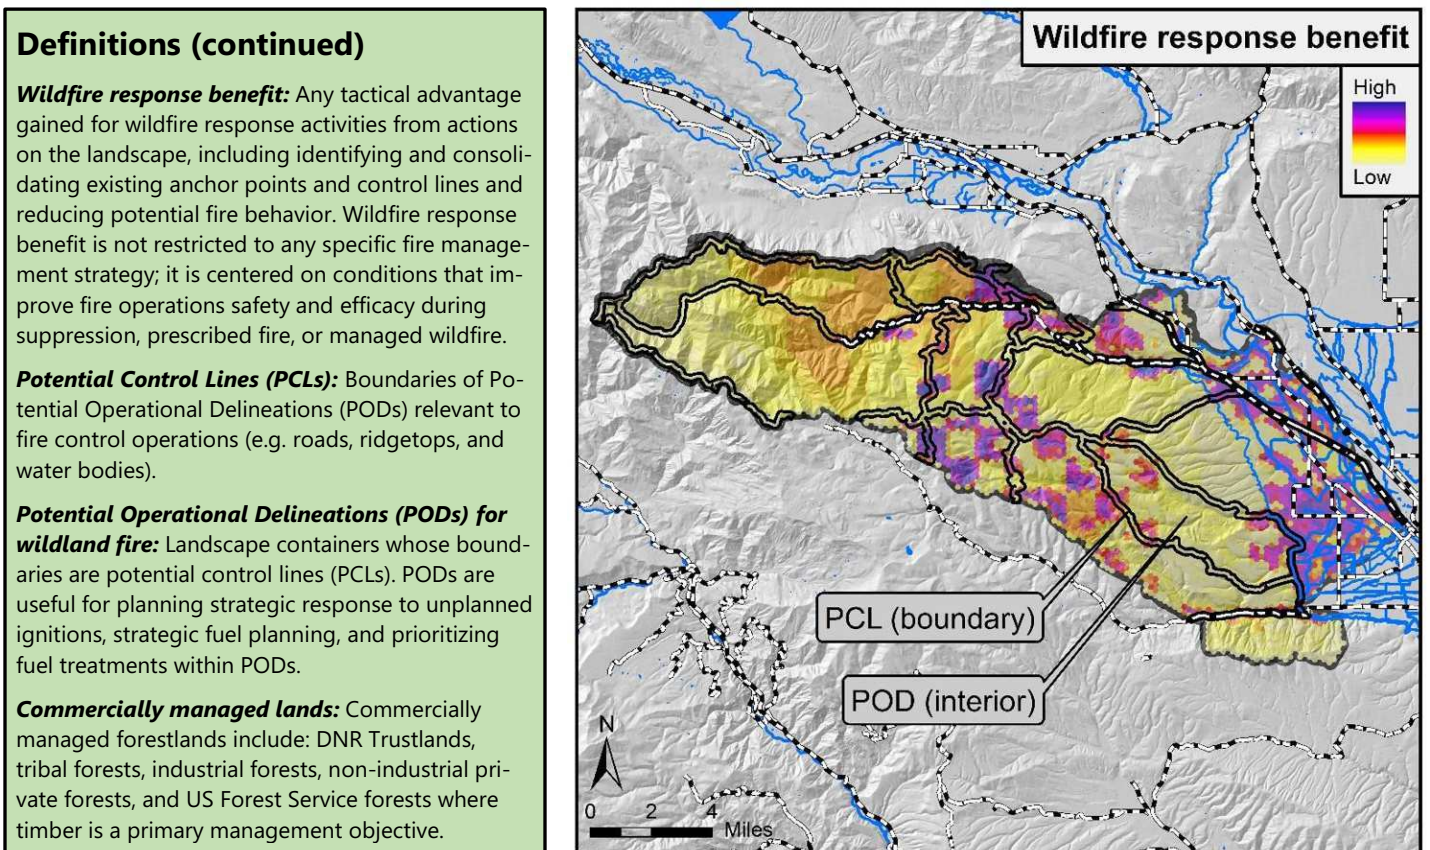 Definitions (continued)
Wildfire response benefit: Any tactical advantage
gained for wildfire response activities from actions
on the landscape, including identifying and consoli-
dating existing anchor points and control lines and
reducing potential fire behavior. Wildfire response
benefit is not restricted to any specific fire manage-
ment strategy; it is centered on conditions that im-
prove fire operations safety and efficacy during
suppression, prescribed fire, or managed wildfire.
Potential Control Lines (PCLs): Boundaries of Po-
tential Operational Delineations (PODs) relevant to
fire control operations (e.g. roads, ridgetops, and
water bodies).
Potential Operational Delineations (PODs) for
wildland fire: Landscape containers whose bound-
aries are potential control lines (PCLs). PODs are
useful for planning strategic response to unplanned
ignitions, strategic fuel planning, and prioritizing
fuel treatments within PODs.
Commercially managed lands: Commercially
managed forestlands include: DNR Trustlands,
tribal forests, industrial forests, non-industrial pri-
vate forests, and US Forest Service forests where
timber is a primary management objective.
Wildfire response benefit
High
Low
PCL (boundary)
POD (interior)
N
0 2 4
Miles